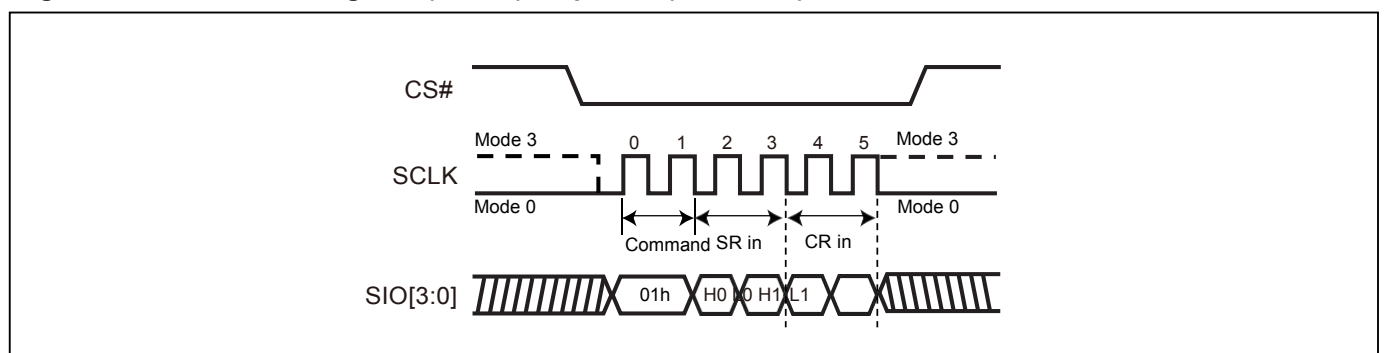 CS#
Mode 3 0 1 2 3 4 5 Mode 3
SCLK
Mode 0 Mode 0
Command SR in CR in
SIO[3:0] 01h H0 L0 H1 L1